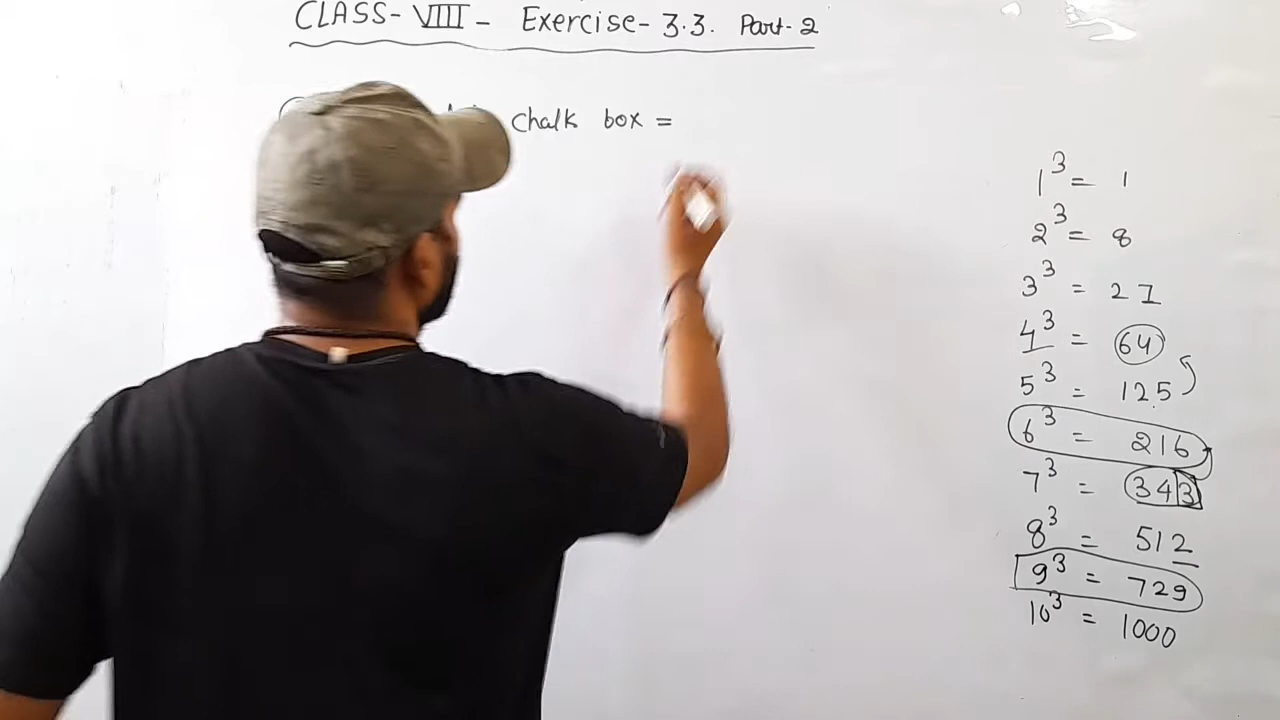 CLASS- VIII - Exercise- 3.3. Part-2
Chalk box =
1³ = 1
2³ = 8
3³ = 27
4³ = 64
5³ = 125
6³ = 216
7³ = 343
8³ = 512
9³ = 729
10³ = 1000